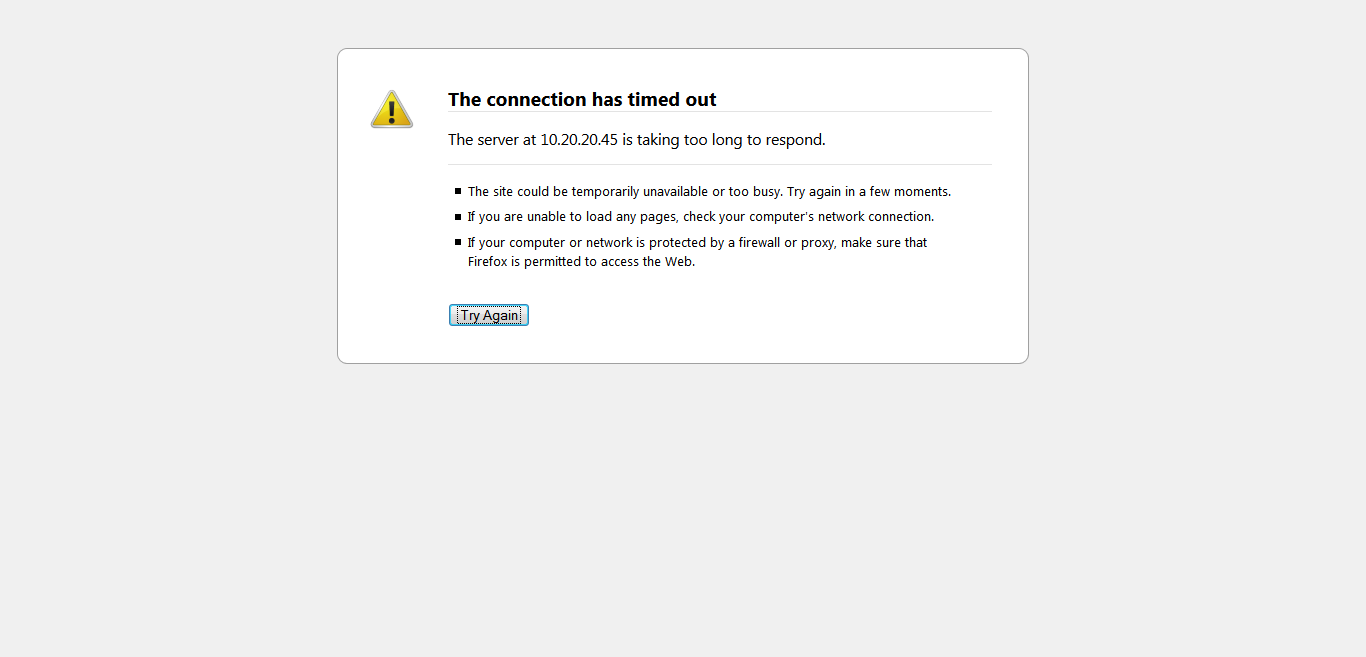 The connection has timed out
The server at 10.20.20.45 is taking too long to respond.
The site could be temporarily unavailable or too busy. Try again in a few moments.
If you are unable to load any pages, check your computer's network connection.
If your computer or network is protected by a firewall or proxy, make sure that
Firefox is permitted to access the Web.
Try Again